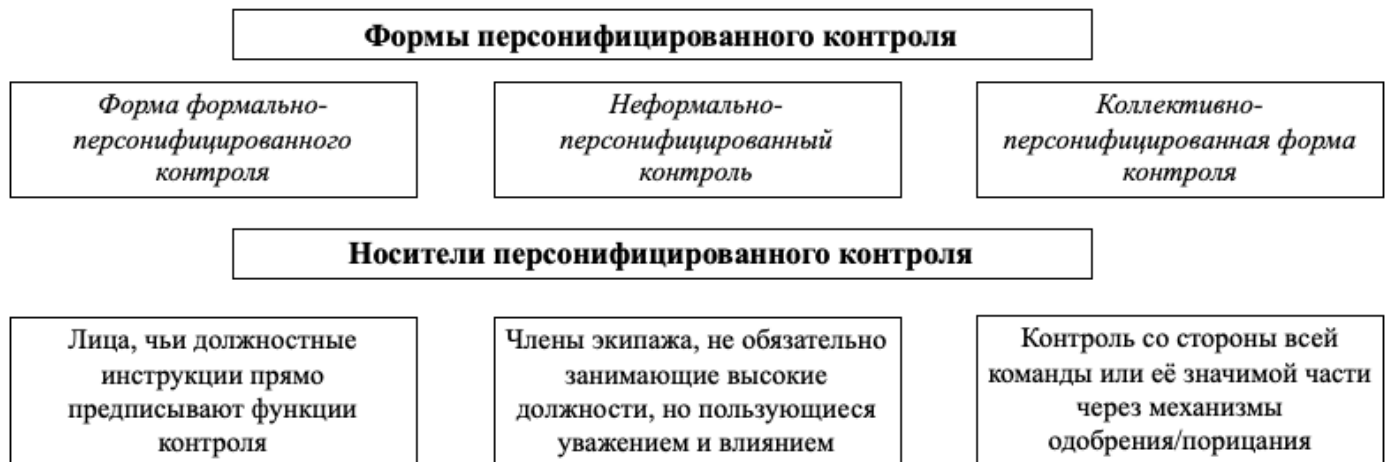 Формы персонифицированного контроля
Форма формально-
персонифицированного
контроля
Неформально-
персонифицированный
контроль
Коллективно-
персонифицированная форма
контроля
Носители персонифицированного контроля
Лица, чьи должностные
инструкции прямо
предписывают функции
контроля
Члены экипажа, не обязательно
занимающие высокие
должности, но пользующиеся
уважением и влиянием
Контроль со стороны всей
команды или её значимой части
через механизмы
одобрения/порицания